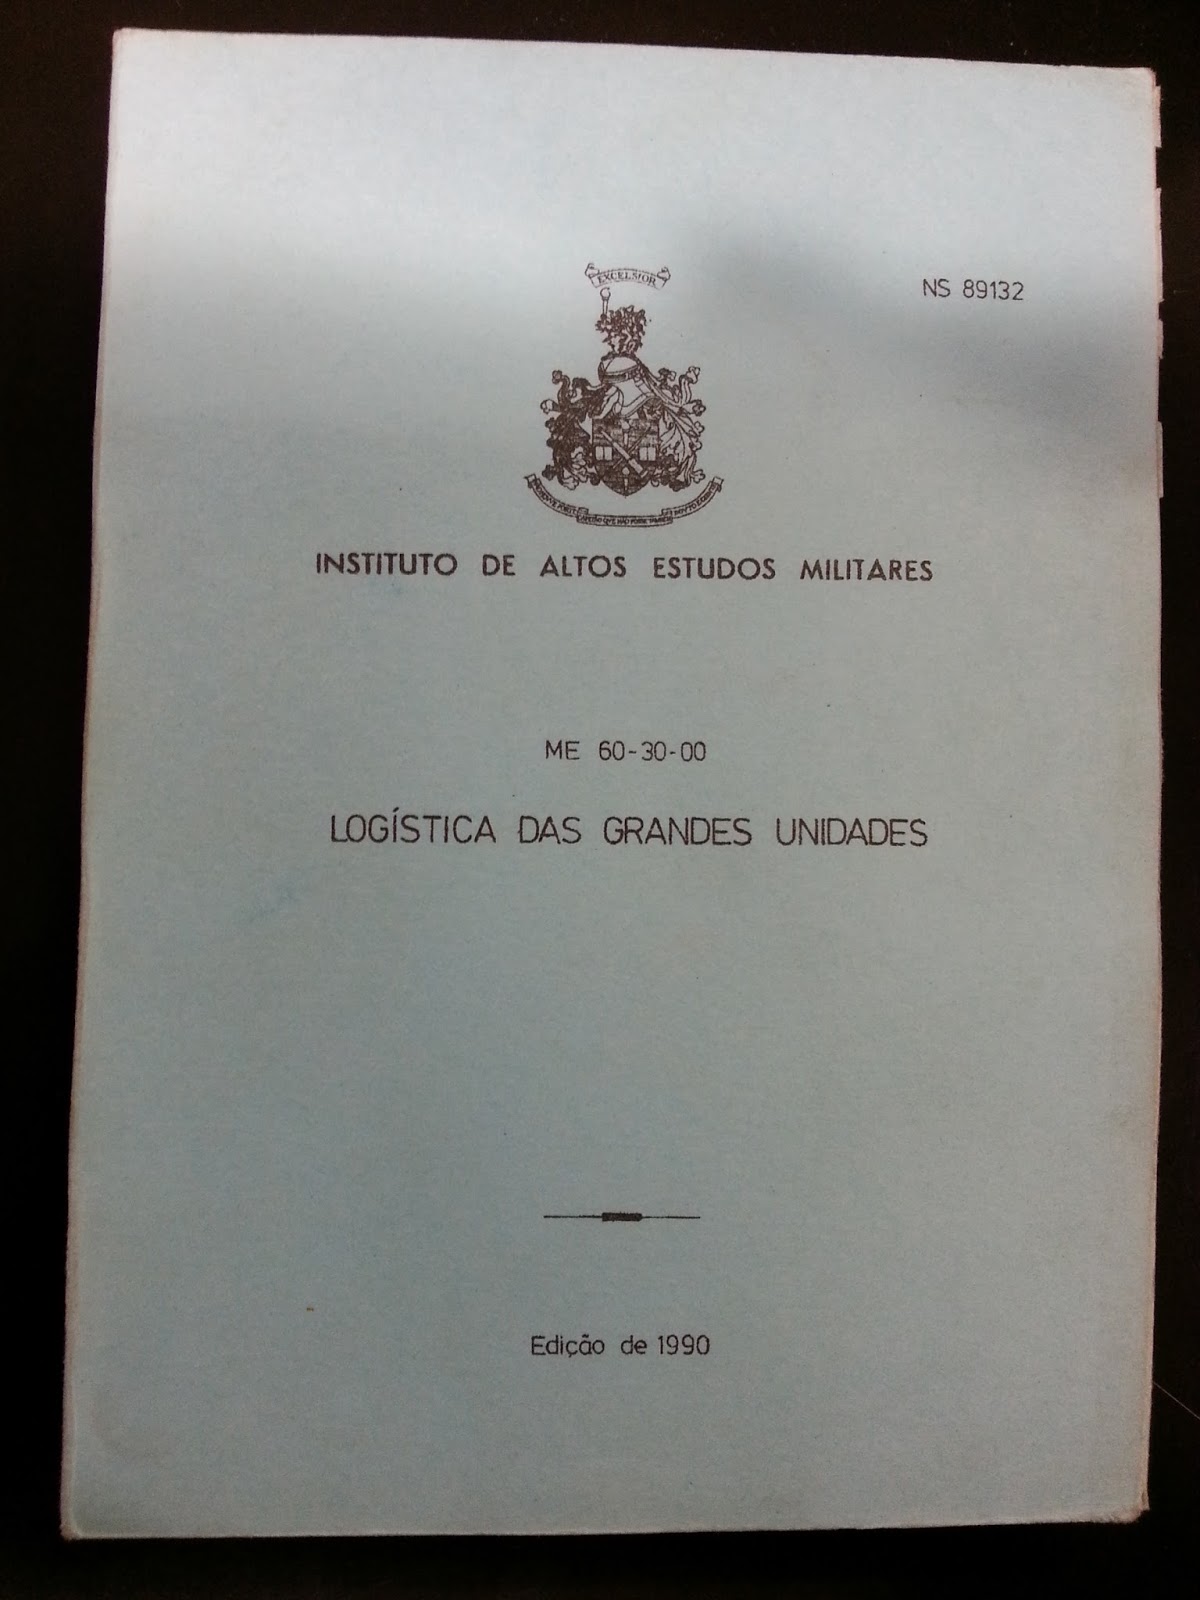 EXCELSIOR
NS 89132
INSTITUTO DE ALTOS ESTUDOS MILITARES
ME 60-30-00
LOGÍSTICA DAS GRANDES UNIDADES
Edição de 1990